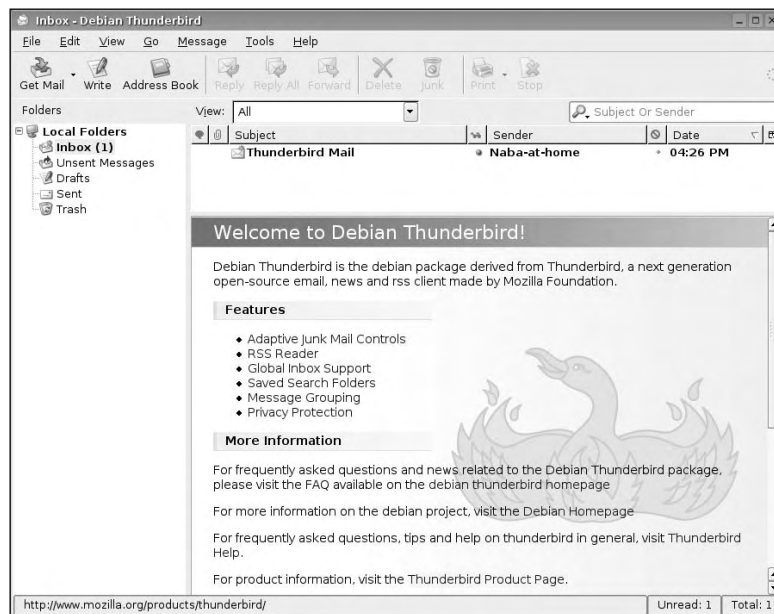 Inbox - Debian Thunderbird
File Edit View Go Message Tools Help
Get Mail Write Address Book Reply Reply All Forward Delete Junk Print Stop
Folders
View: All
Subject Or Sender
Local Folders
Inbox (1)
Unsent Messages
Drafts
Sent
Trash
Subject Sender Date
Thunderbird Mail Naba-at-home 04:26 PM
Welcome to Debian Thunderbird!
Debian Thunderbird is the debian package derived from Thunderbird, a next generation
open-source email, news and rss client made by Mozilla Foundation.
Features
Adaptive Junk Mail Controls
RSS Reader
Global Inbox Support
Saved Search Folders
Message Grouping
Privacy Protection
More Information
For frequently asked questions and news related to the Debian Thunderbird package,
please visit the FAQ available on the debian thunderbird homepage
For more information on the debian project, visit the Debian Homepage
For frequently asked questions, tips and help on thunderbird in general, visit Thunderbird
Help.
For product information, visit the Thunderbird Product Page.
http://www.mozilla.org/products/thunderbird/ Unread: 1 Total: 1